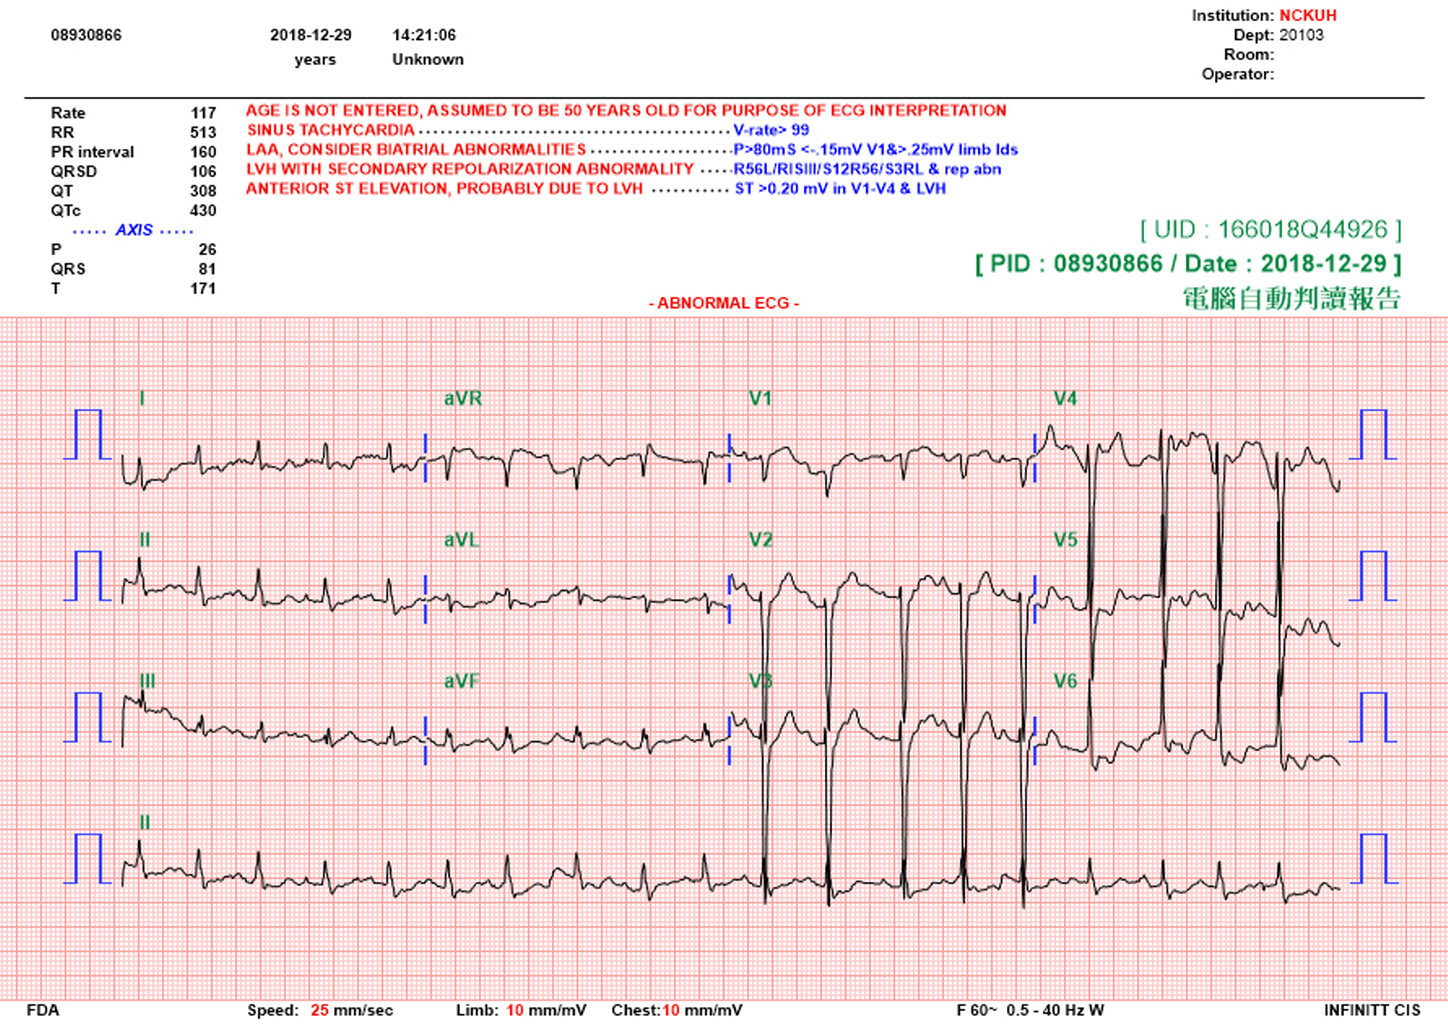 Institution: NCKUH
08930866 2018-12-29 14:21:06 Dept: 20103
Room:
years Unknown
Operator:
Rate 117 AGE IS NOT ENTERED, ASSUMED TO BE 50 YEARS OLD FOR PURPOSE OF ECG INTERPRETATION
RR 513 SINUS TACHYCARDIA V-rate> 99
PR interval 160 LAA, CONSIDER BIATRIAL ABNORMALITIES P>80mS <-.15mV V1&>.25mV limb lds
QRSD 106 LVH WITH SECONDARY REPOLARIZATION ABNORMALITY R56L/RISIII/S12R56/S3RL & rep abn
QT 308 ANTERIOR ST ELEVATION, PROBABLY DUE TO LVH ST >0.20 mV in V1-V4 & LVH
QTc 430
AXIS
[ UID : 166018Q44926 ]
P 26
[ PID : 08930866 / Date : 2018-12-29 ]
QRS 81
T 171
電腦自動判讀報告
- ABNORMAL ECG -
I aVR V1 V4
II aVL V2 V5
III aVF V3 V6
II
FDA Speed: 25 mm/sec Limb: 10 mm/mV Chest:10 mm/mV F 60~ 0.5 - 40 Hz W INFINITT CIS